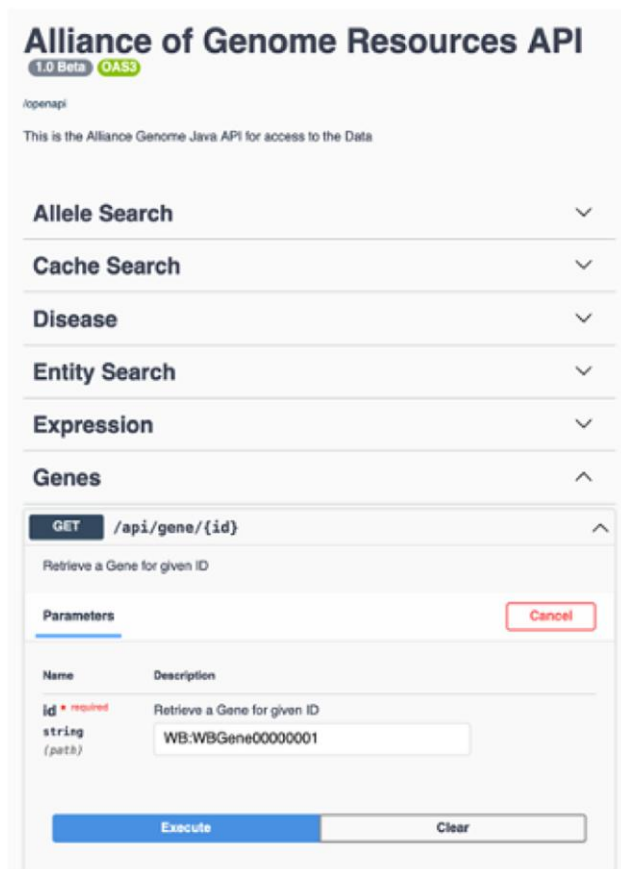 Alliance of Genome Resources API
1.0 Beta OAS3
/openapi
This is the Alliance Genome Java API for access to the Data
Allele Search
Cache Search
Disease
Entity Search
Expression
Genes
GET /api/gene/{id}
Retrieve a Gene for given ID
Parameters Cancel
Name Description
id * required Retrieve a Gene for given ID
string WB:WBGene00000001
(path)
Execute Clear